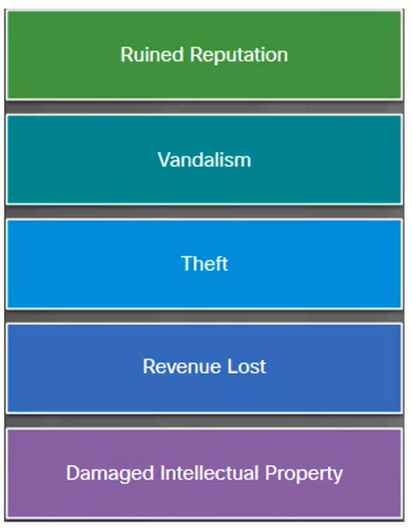 Ruined Reputation
Vandalism
Theft
Revenue Lost
Damaged Intellectual Property